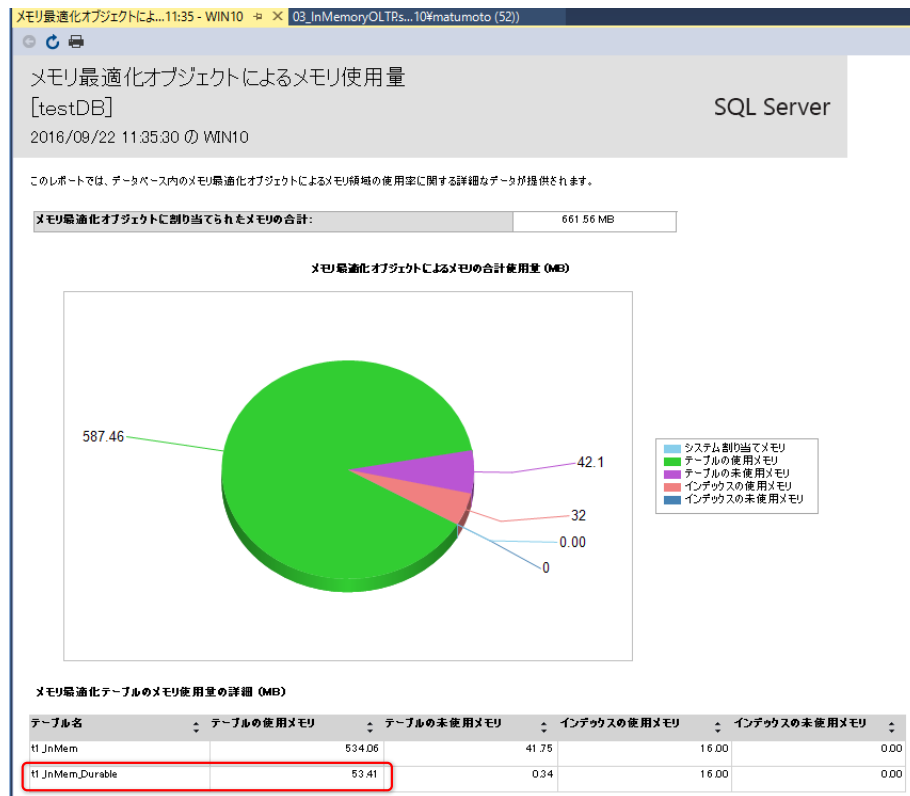 メモリ最適化オブジェクトによ...11:35 - WIN10
03_InMemoryOLTP.s...10¥matumoto (52))
メモリ最適化オブジェクトによるメモリ使用量
[testDB]
SQL Server
2016/09/22 11:35:30 の WIN10
このレポートでは、データベース内のメモリ最適化オブジェクトによるメモリ領域の使用率に関する詳細なデータが提供されます。
メモリ最適化オブジェクトに割り当てられたメモリの合計: 661.56 MB
メモリ最適化オブジェクトによるメモリの合計使用量 (MB)
587.46
42.1
32
0.00
0
システム割り当てメモリ
テーブルの使用メモリ
テーブルの未使用メモリ
インデックスの使用メモリ
インデックスの未使用メモリ
メモリ最適化テーブルのメモリ使用量の詳細 (MB)
テーブル名 テーブルの使用メモリ テーブルの未使用メモリ インデックスの使用メモリ インデックスの未使用メモリ
t1_InMem 534.06 41.75 16.00 0.00
t1_InMem_Durable 53.41 0.34 16.00 0.00